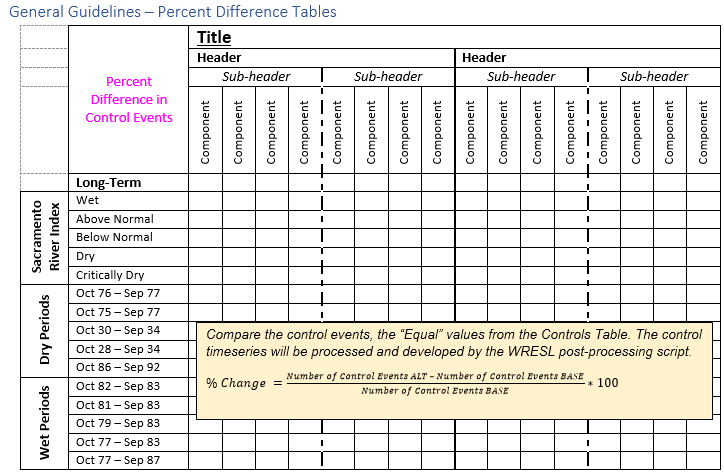 General Guidelines – Percent Difference Tables
Title
Header Header
Percent
Difference in
Control Events
Sub-header Sub-header Sub-header Sub-header
Component Component Component Component Component Component Component Component Component Component Component Component Component Component Component Component
Long-Term
Sacramento
River Index
Wet
Above Normal
Below Normal
Dry
Critically Dry
Dry Periods
Oct 76 – Sep 77
Oct 75 – Sep 77
Oct 30 – Sep 34
Oct 28 – Sep 34
Oct 86 – Sep 92
Wet Periods
Oct 82 – Sep 83
Oct 81 – Sep 83
Oct 79 – Sep 83
Oct 77 – Sep 83
Oct 77 – Sep 87
Compare the control events, the “Equal” values from the Controls Table. The control
timeseries will be processed and developed by the WRESL post-processing script.
% Change = Number of Control Events ALT – Number of Control Events BASE / Number of Control Events BASE * 100